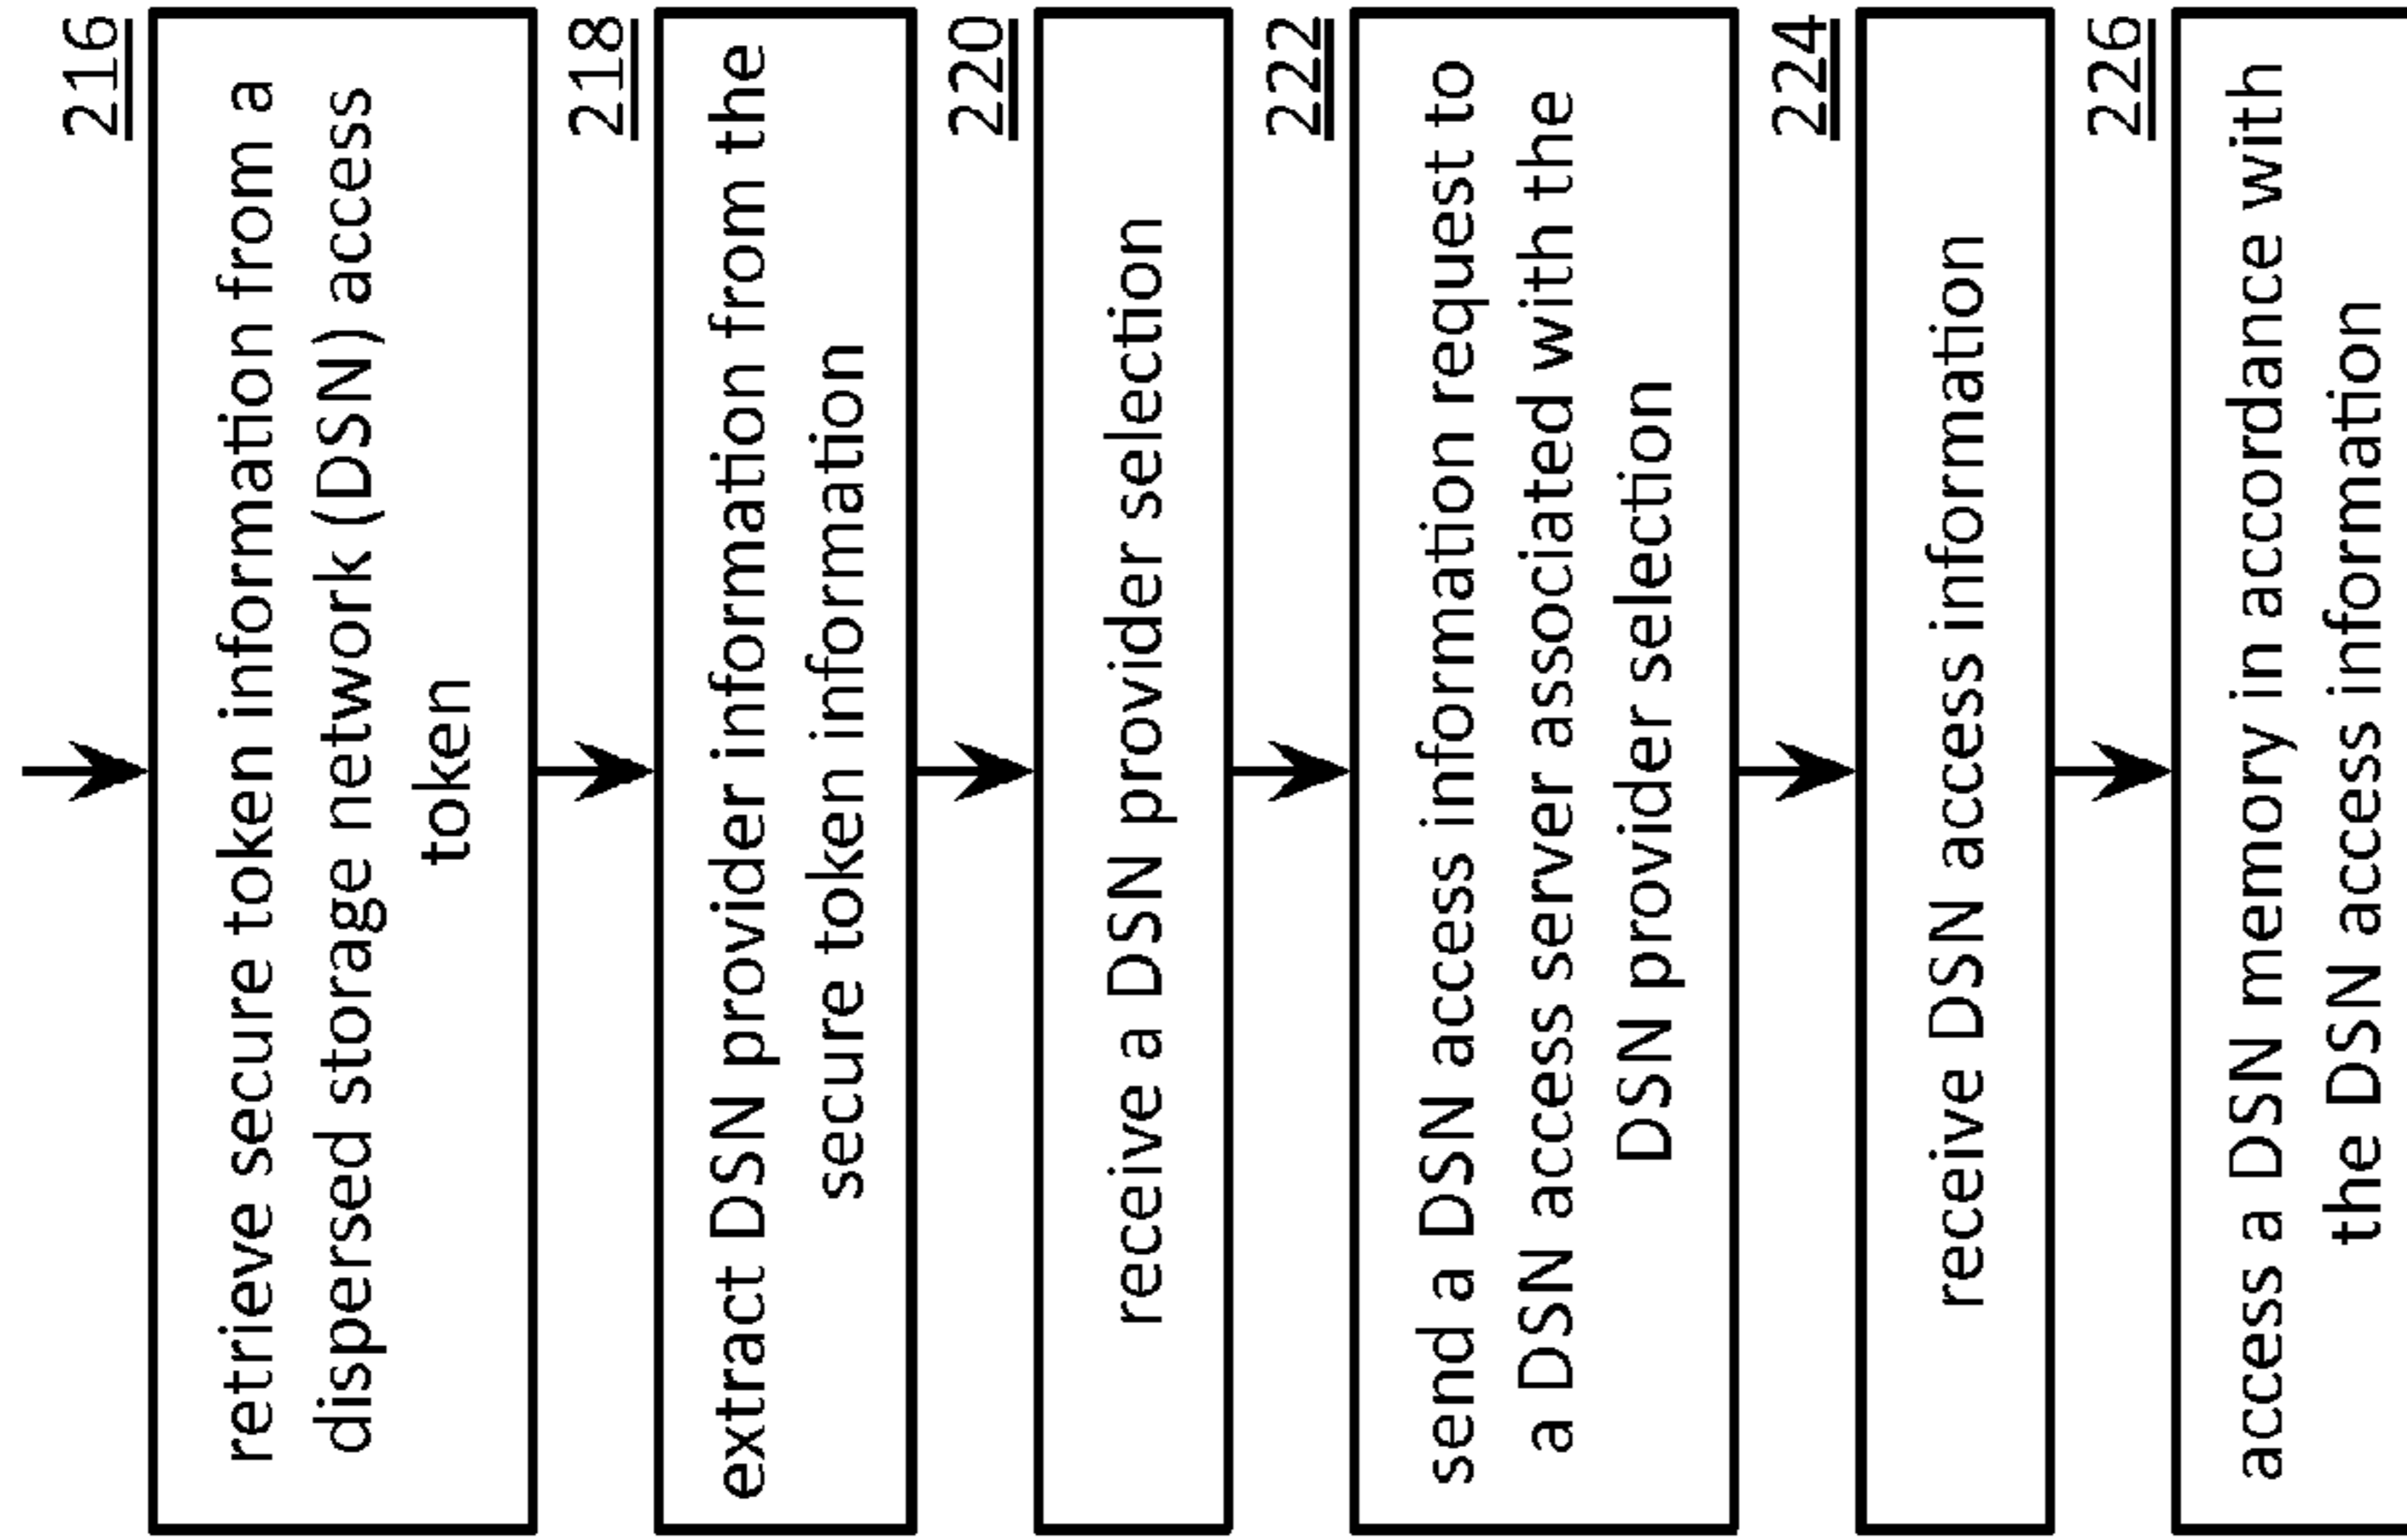 216
retrieve secure token information from a
dispersed storage network (DSN) access
token
218
extract DSN provider information from the
secure token information
220
receive a DSN provider selection
222
send a DSN access information request to
a DSN access server associated with the
DSN provider selection
224
receive DSN access information
226
access a DSN memory in accordance with
the DSN access information